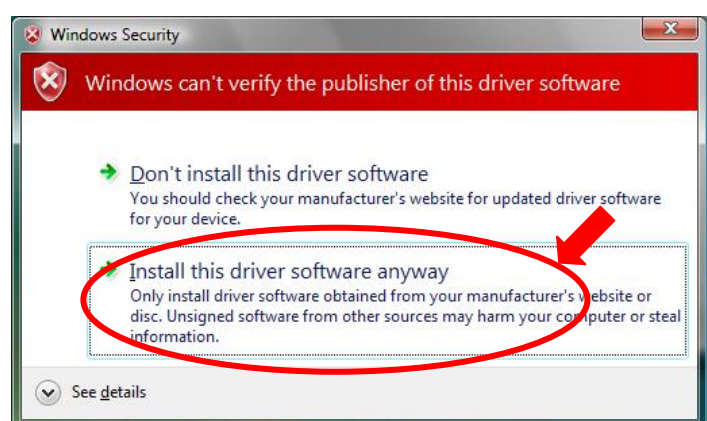 Windows Security
Windows can't verify the publisher of this driver software
Don't install this driver software
You should check your manufacturer's website for updated driver software
for your device.
Install this driver software anyway
Only install driver software obtained from your manufacturer's website or
disc. Unsigned software from other sources may harm your computer or steal
information.
See details